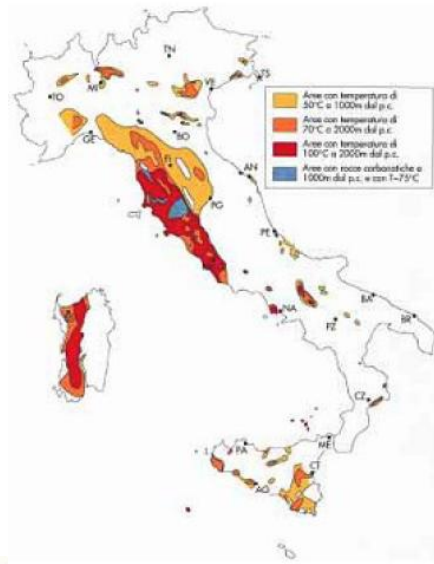 TN
TS
MI
VE
TO
GE
BO
Aree con temperatura di
50°C a 1000m dal p.c.
Aree con temperatura di
70°C a 2000m dal p.c.
Aree con temperatura di
100°C a 2000m dal p.c.
Aree con rocce carbonatiche a
1000m dal p.c. e con T=75°C
AN
PG
PE
BA
NA
BR
PZ
CZ
ME
PA
CT
AG